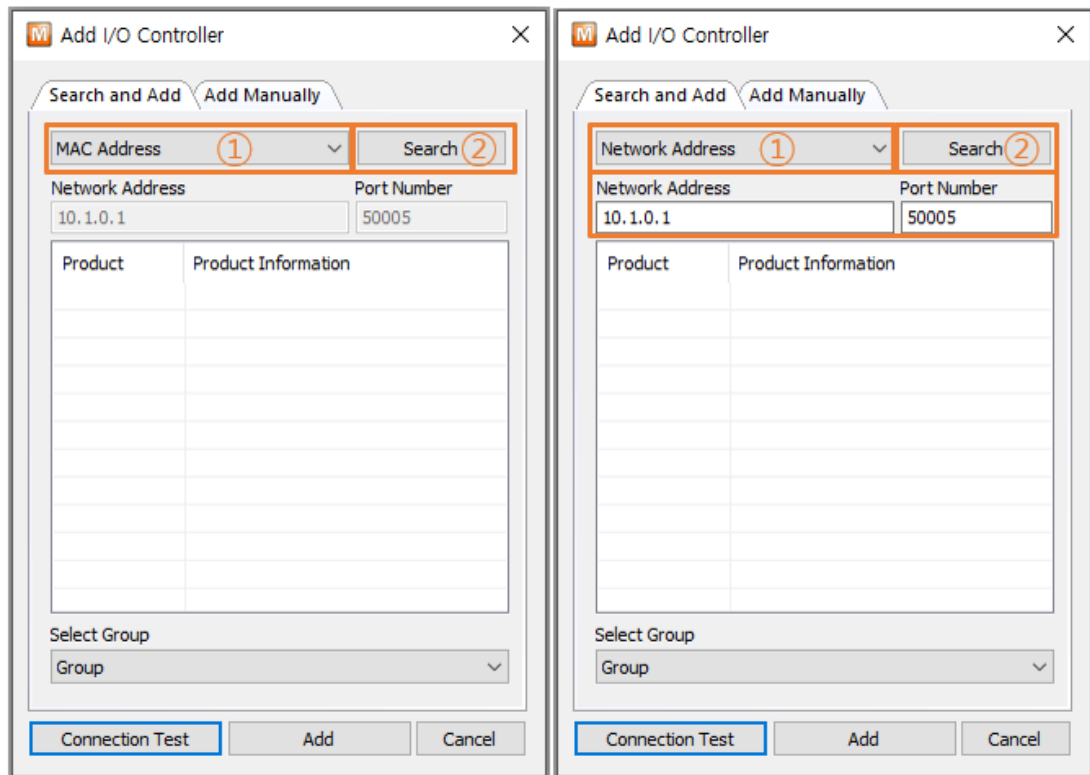 M Add I/O Controller
Search and Add Add Manually
MAC Address ① Search ②
Network Address Port Number
10.1.0.1 50005
Product Product Information
Select Group
Group
Connection Test Add Cancel
M Add I/O Controller
Search and Add Add Manually
Network Address ① Search ②
Network Address Port Number
10.1.0.1 50005
Product Product Information
Select Group
Group
Connection Test Add Cancel